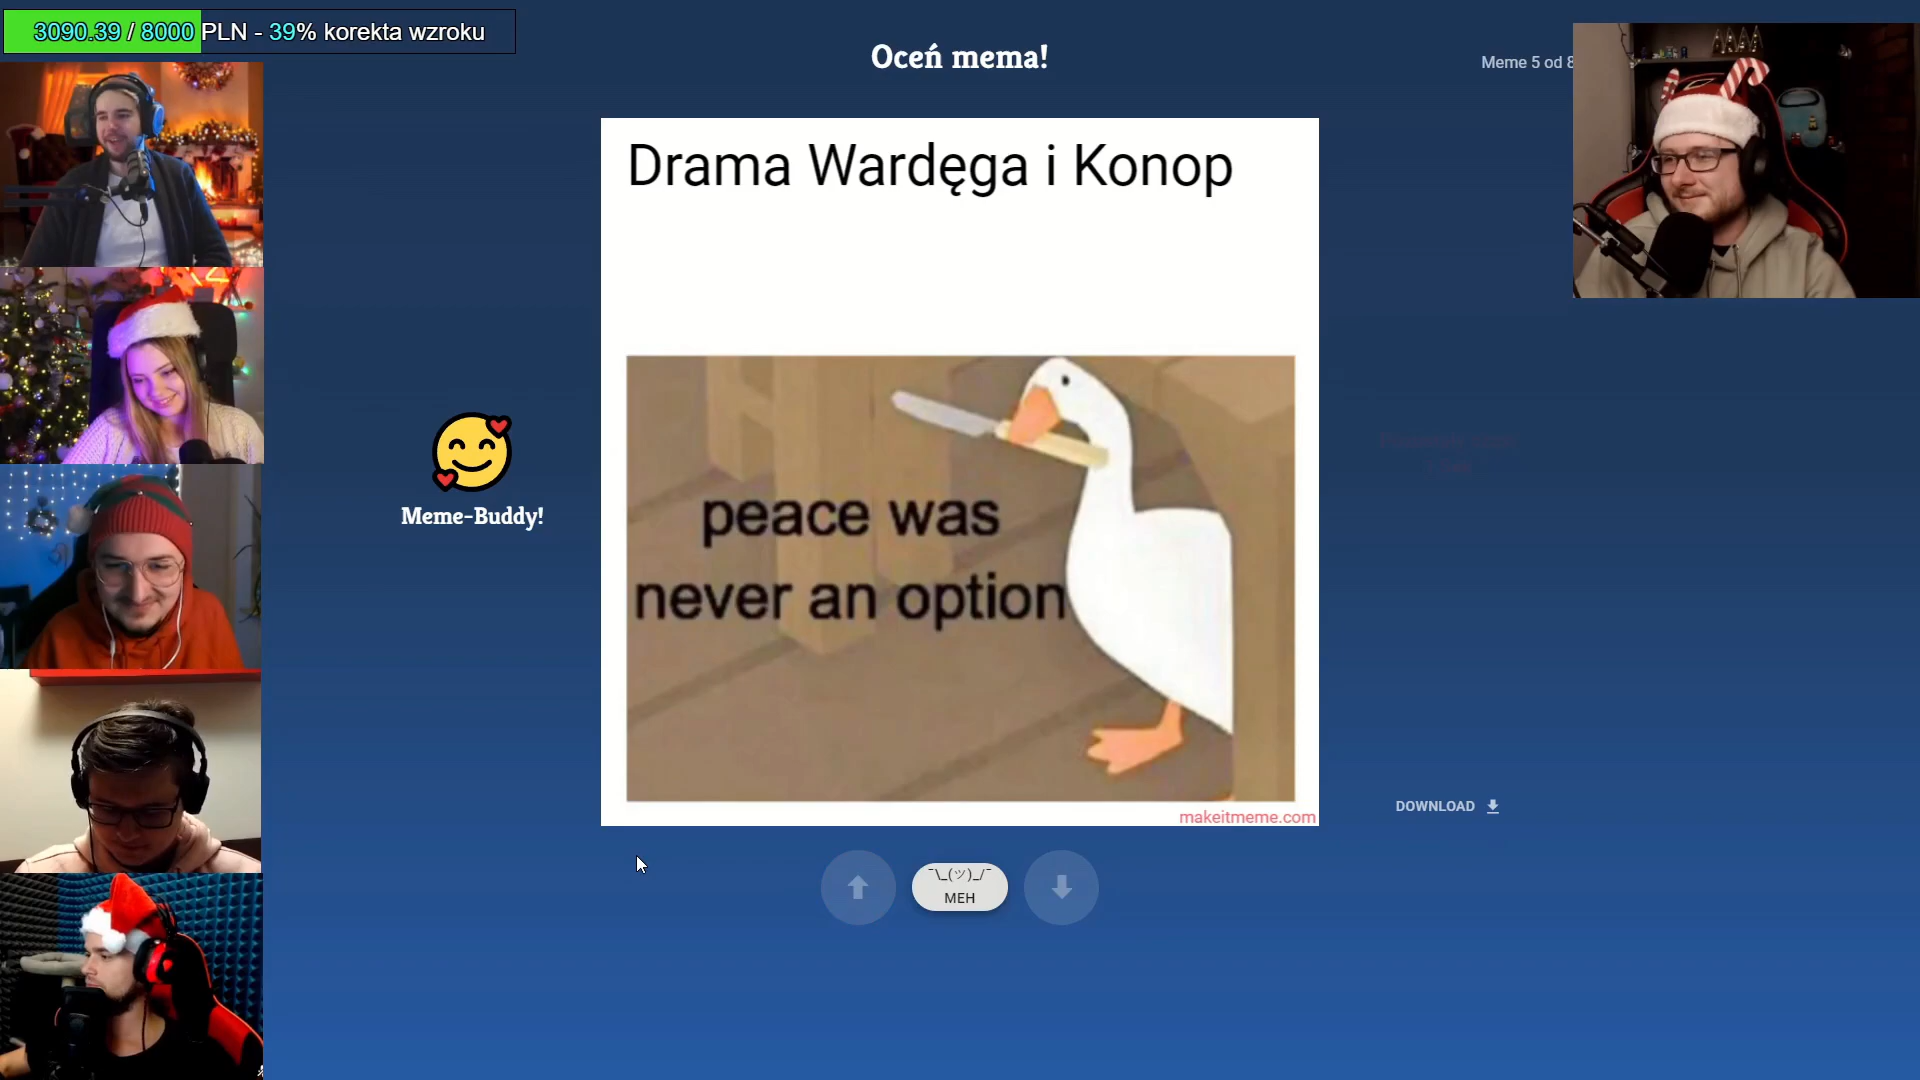 3090.39 / 8000 PLN - 39% korekta wzroku
Oceń mema!
Meme 5 od 8
Drama Wardęga i Konop
peace was
never an option
makeitmeme.com
Meme-Buddy!
DOWNLOAD
¯\_(ツ)_/¯
MEH